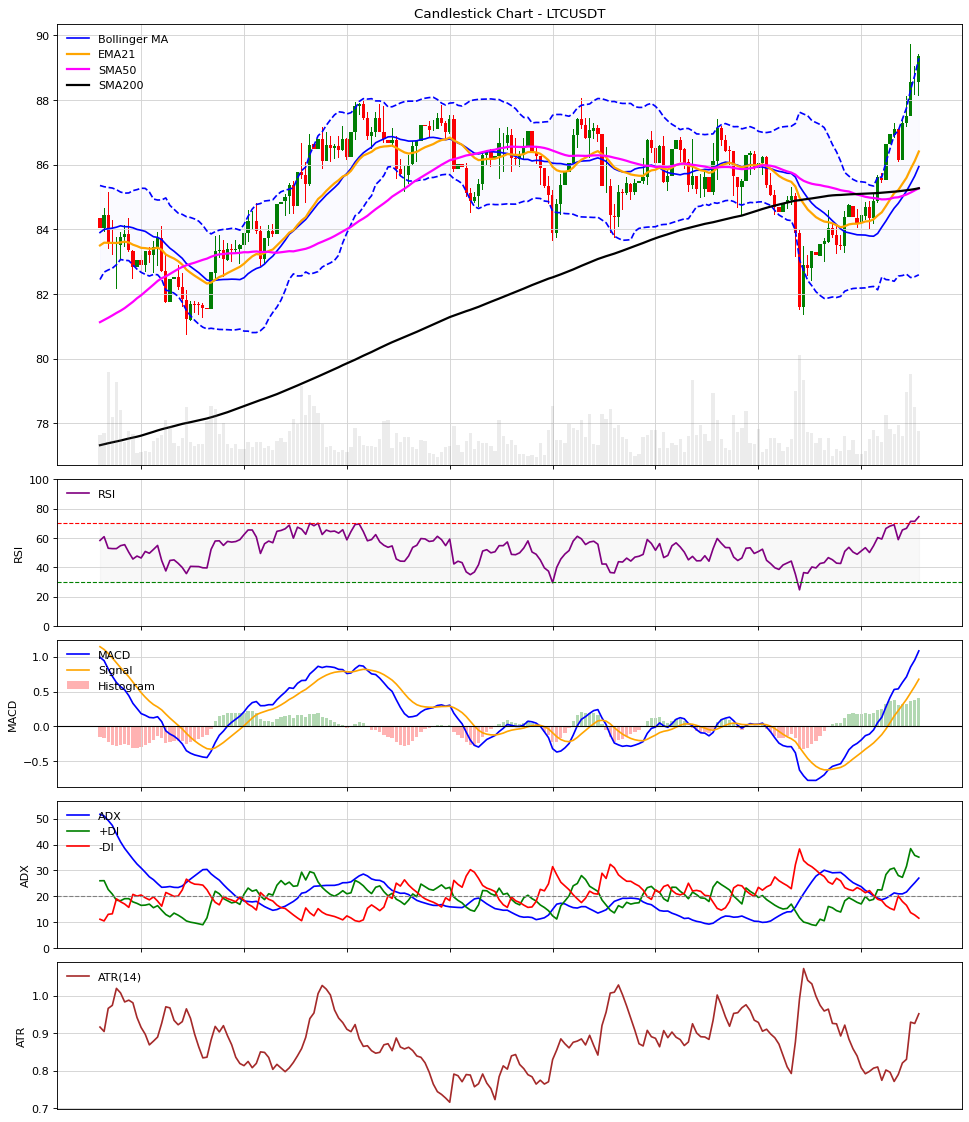 Candlestick Chart - LTCUSDT
90
88
86
84
82
80
78
Bollinger MA
EMA21
SMA50
SMA200
100
80
60
40
20
0
RSI
RSI
1.0
0.5
0.0
−0.5
MACD
MACD
Signal
Histogram
50
40
30
20
10
0
ADX
ADX
+DI
-DI
1.0
0.9
0.8
0.7
ATR
ATR(14)